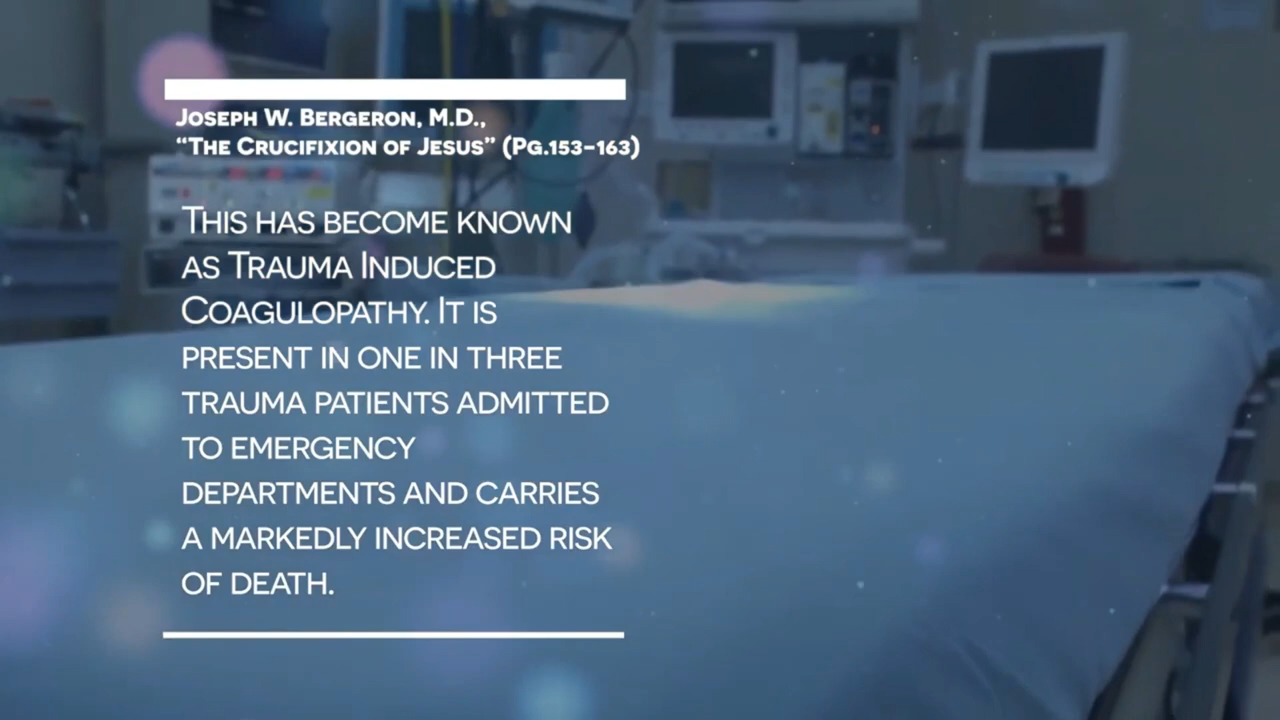 Joseph W. Bergeron, M.D.,
“The Crucifixion of Jesus” (Pg.153-163)
This has become known
as Trauma Induced
Coagulopathy. It is
present in one in three
trauma patients admitted
to emergency
departments and carries
a markedly increased risk
of death.